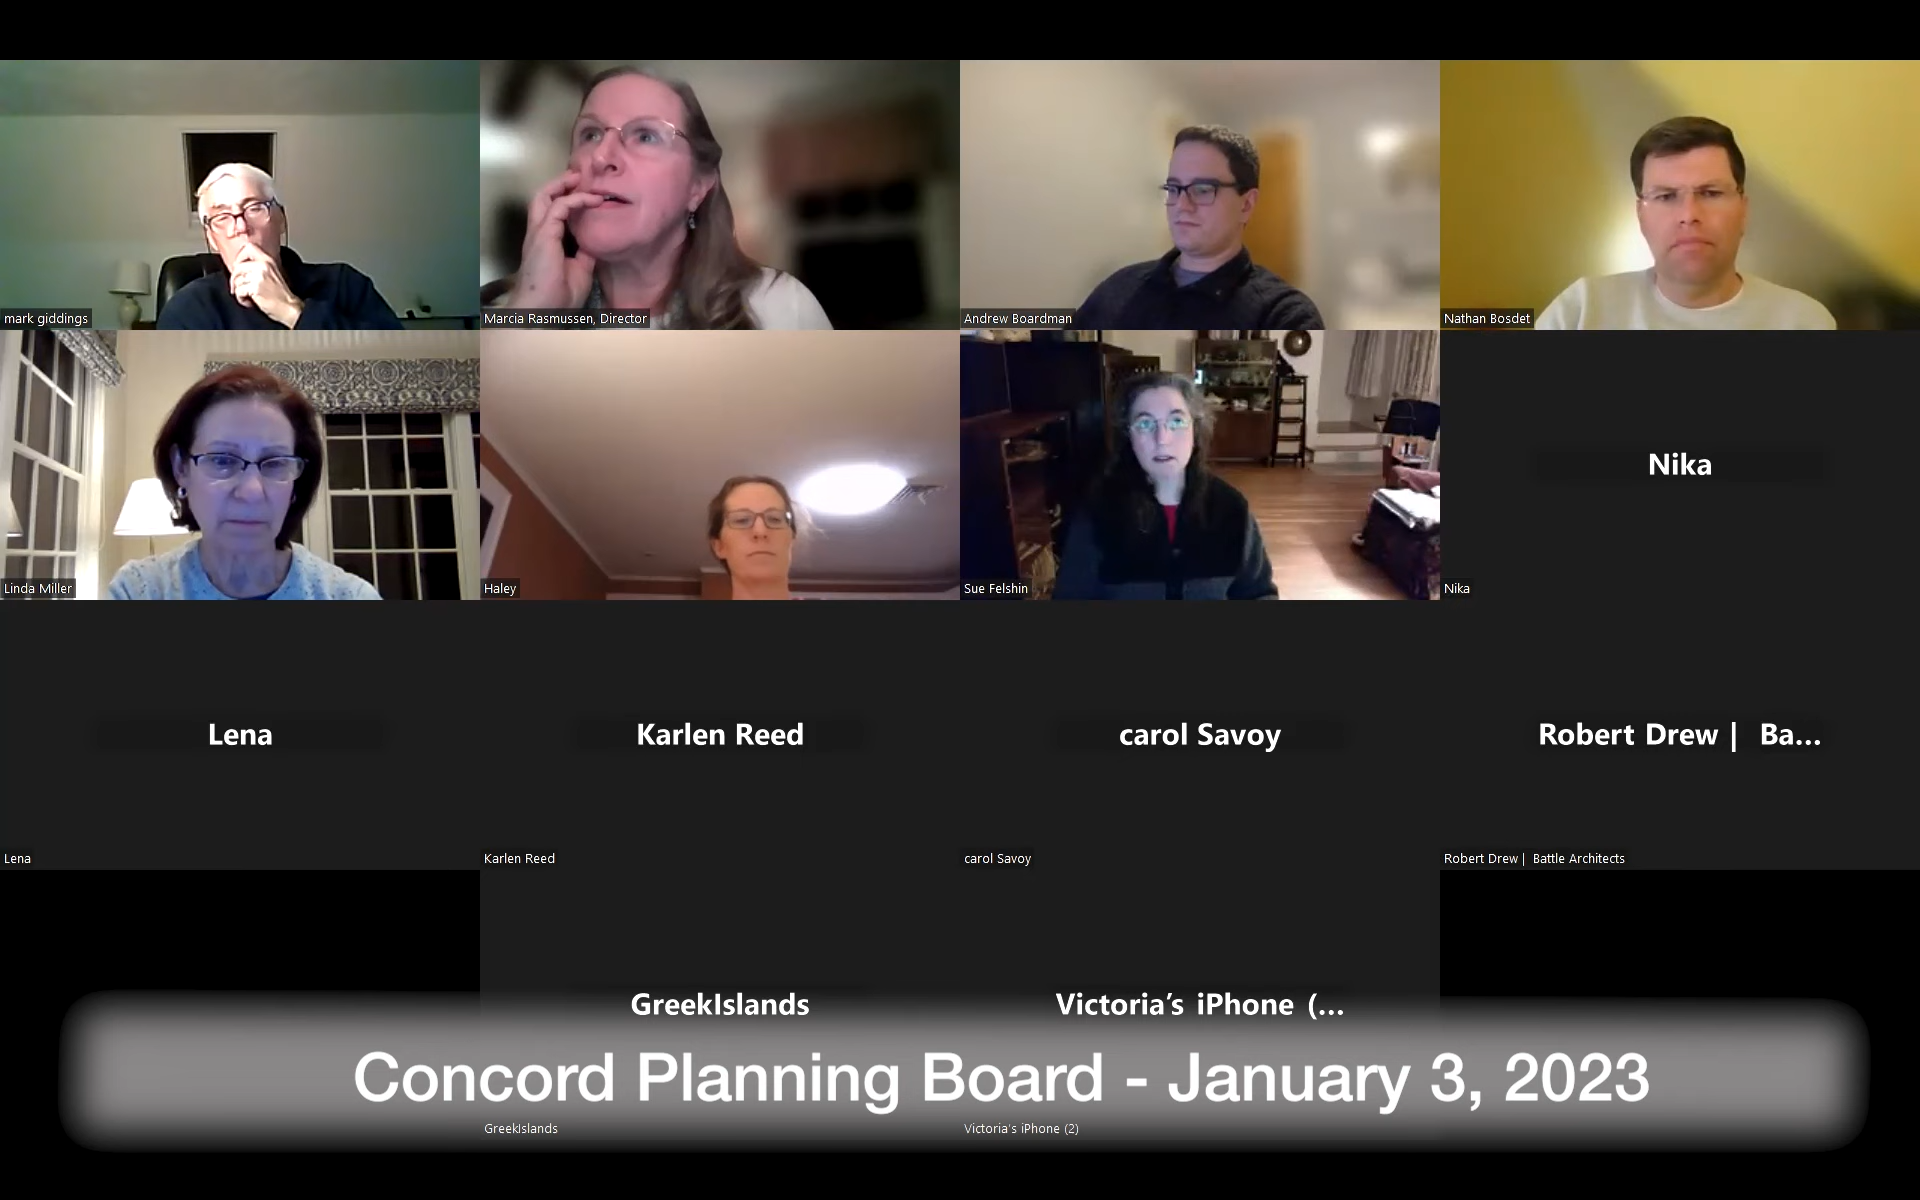 mark giddings
Marcia Rasmussen, Director
Andrew Boardman
Nathan Bosdet
Linda Miller
Haley
Sue Felshin
Nika
Nika
Lena
Karlen Reed
carol Savoy
Robert Drew | Ba...
Lena
Karlen Reed
carol Savoy
Robert Drew | Battle Architects
GreekIslands
Victoria's iPhone (...
Concord Planning Board - January 3, 2023
GreekIslands
Victoria's iPhone (2)